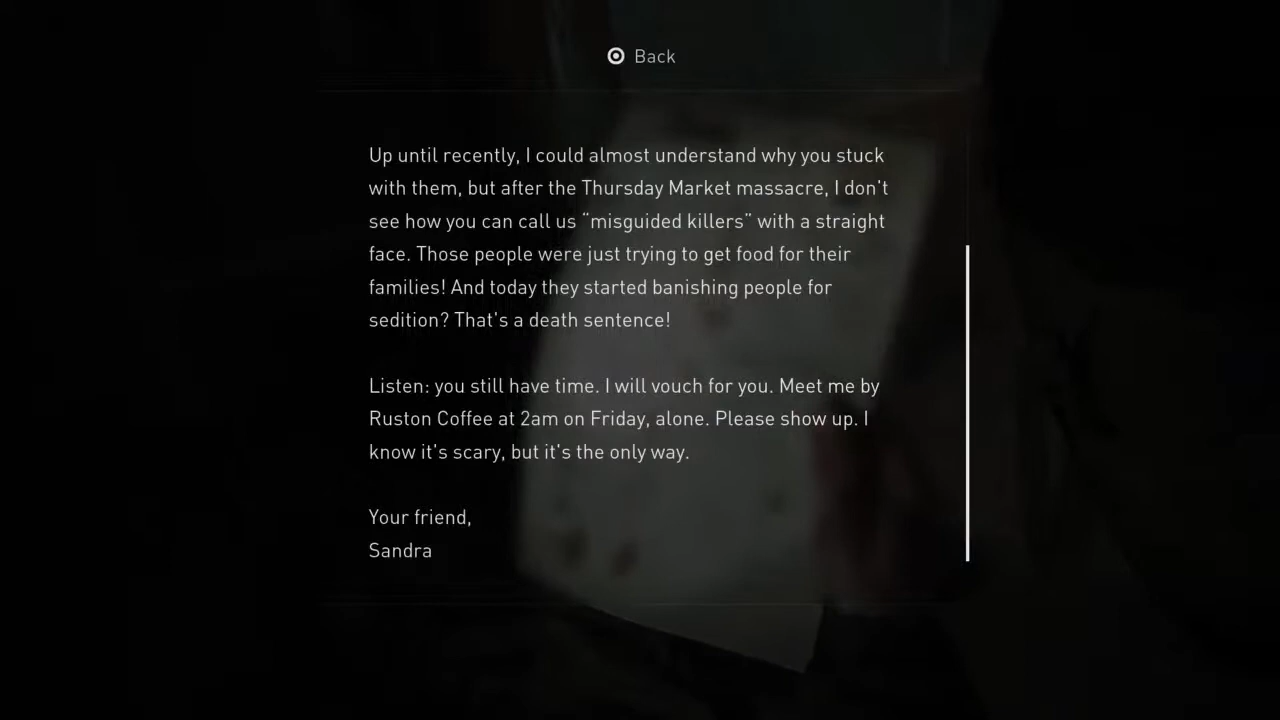 Back
Up until recently, I could almost understand why you stuck
with them, but after the Thursday Market massacre, I don't
see how you can call us “misguided killers” with a straight
face. Those people were just trying to get food for their
families! And today they started banishing people for
sedition? That's a death sentence!
Listen: you still have time. I will vouch for you. Meet me by
Ruston Coffee at 2am on Friday, alone. Please show up. I
know it's scary, but it's the only way.
Your friend,
Sandra